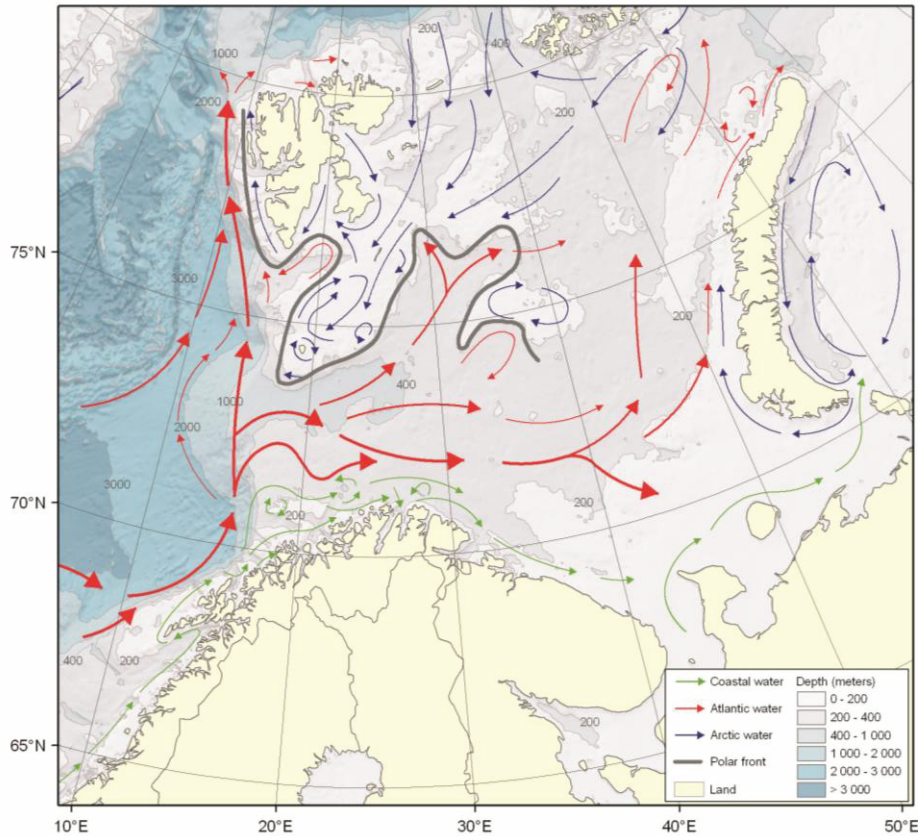 200
400
1000
2000
200
200
75°N
3000
200
400
1000
2000
70°N
3000
200
200
400
200
200
65°N
Coastal water
Atlantic water
Arctic water
Polar front
Land
Depth (meters)
0 - 200
200 - 400
400 - 1 000
1 000 - 2 000
2 000 - 3 000
> 3 000
10°E
20°E
30°E
40°E
50°E